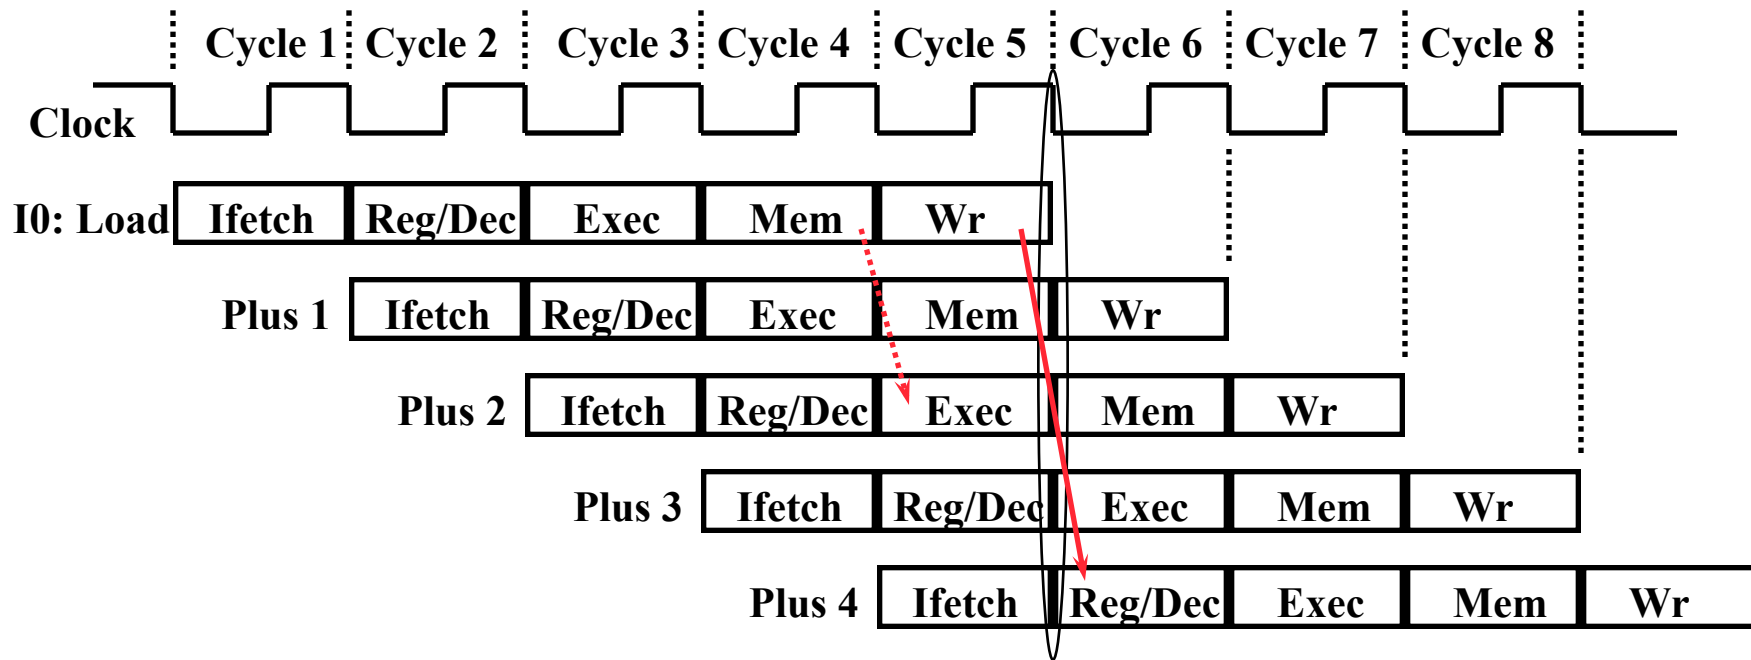 Cycle 1 Cycle 2 Cycle 3 Cycle 4 Cycle 5 Cycle 6 Cycle 7 Cycle 8
Clock
I0: Load Ifetch Reg/Dec Exec Mem Wr
Plus 1 Ifetch Reg/Dec Exec Mem Wr
Plus 2 Ifetch Reg/Dec Exec Mem Wr
Plus 3 Ifetch Reg/Dec Exec Mem Wr
Plus 4 Ifetch Reg/Dec Exec Mem Wr